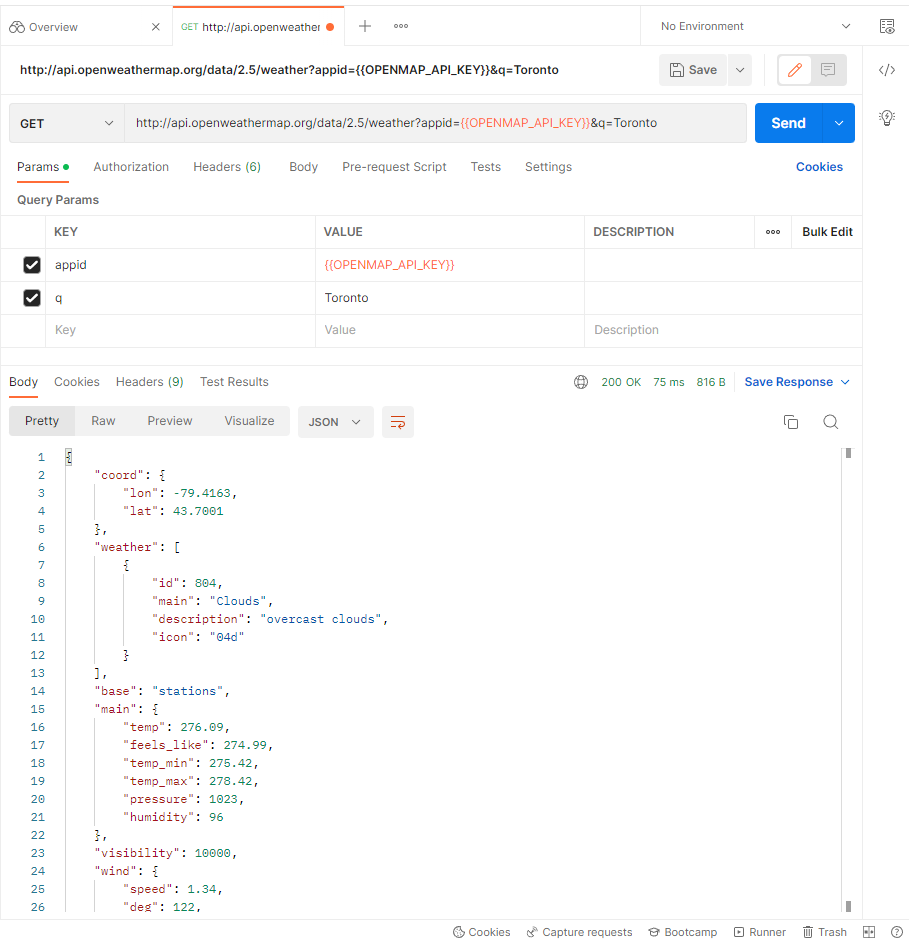 Overview
GET http://api.openweather
No Environment
http://api.openweathermap.org/data/2.5/weather?appid={{OPENMAP_API_KEY}}&q=Toronto
Save
GET
http://api.openweathermap.org/data/2.5/weather?appid={{OPENMAP_API_KEY}}&q=Toronto
Send
Params Authorization Headers (6) Body Pre-request Script Tests Settings Cookies
Query Params
KEY VALUE DESCRIPTION Bulk Edit
appid {{OPENMAP_API_KEY}}
q Toronto
Key Value Description
Body Cookies Headers (9) Test Results 200 OK 75 ms 816 B Save Response
Pretty Raw Preview Visualize JSON
1 {
2 "coord": {
3 "lon": -79.4163,
4 "lat": 43.7001
5 },
6 "weather": [
7 {
8 "id": 804,
9 "main": "Clouds",
10 "description": "overcast clouds",
11 "icon": "04d"
12 }
13 ],
14 "base": "stations",
15 "main": {
16 "temp": 276.09,
17 "feels_like": 274.99,
18 "temp_min": 275.42,
19 "temp_max": 278.42,
20 "pressure": 1023,
21 "humidity": 96
22 },
23 "visibility": 10000,
24 "wind": {
25 "speed": 1.34,
26 "deg": 122,
Cookies Capture requests Bootcamp Runner Trash